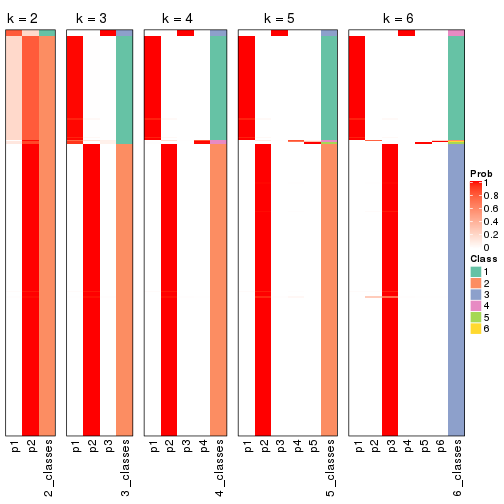 k = 2
k = 3
k = 4
k = 5
k = 6
Prob
1
0.8
0.6
0.4
0.2
0
Class
1
2
3
4
5
6
p1
p2
2_classes
p1
p2
p3
3_classes
p1
p2
p3
p4
4_classes
p1
p2
p3
p4
p5
5_classes
p1
p2
p3
p4
p5
p6
6_classes